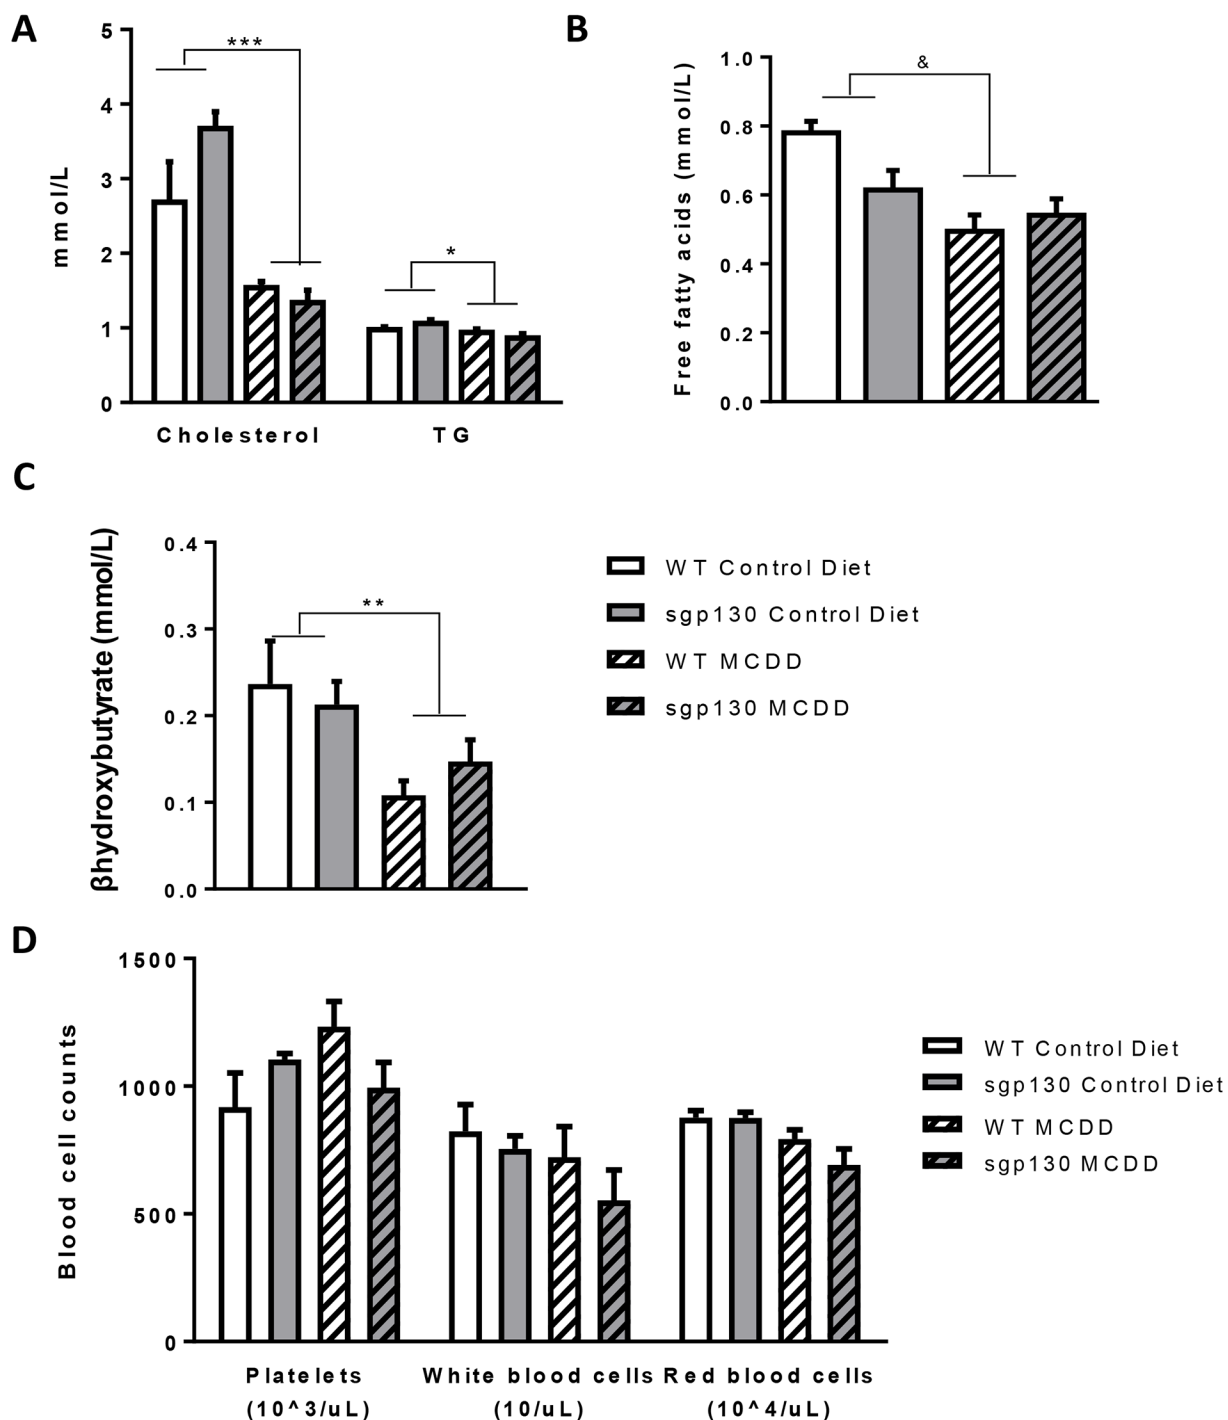 A
5
4
3
2
1
0
mmol/L
***
*
Cholesterol
TG
B
1.0
0.8
0.6
0.4
0.2
0.0
Free fatty acids (mmol/L)
&
C
0.4
0.3
0.2
0.1
0.0
βhydroxybutyrate (mmol/L)
**
WT Control Diet
sgp130 Control Diet
WT MCDD
sgp130 MCDD
D
1500
1000
500
0
Blood cell counts
Platelets
(10^3/uL)
White blood cells
(10/uL)
Red blood cells
(10^4/uL)
WT Control Diet
sgp130 Control Diet
WT MCDD
sgp130 MCDD